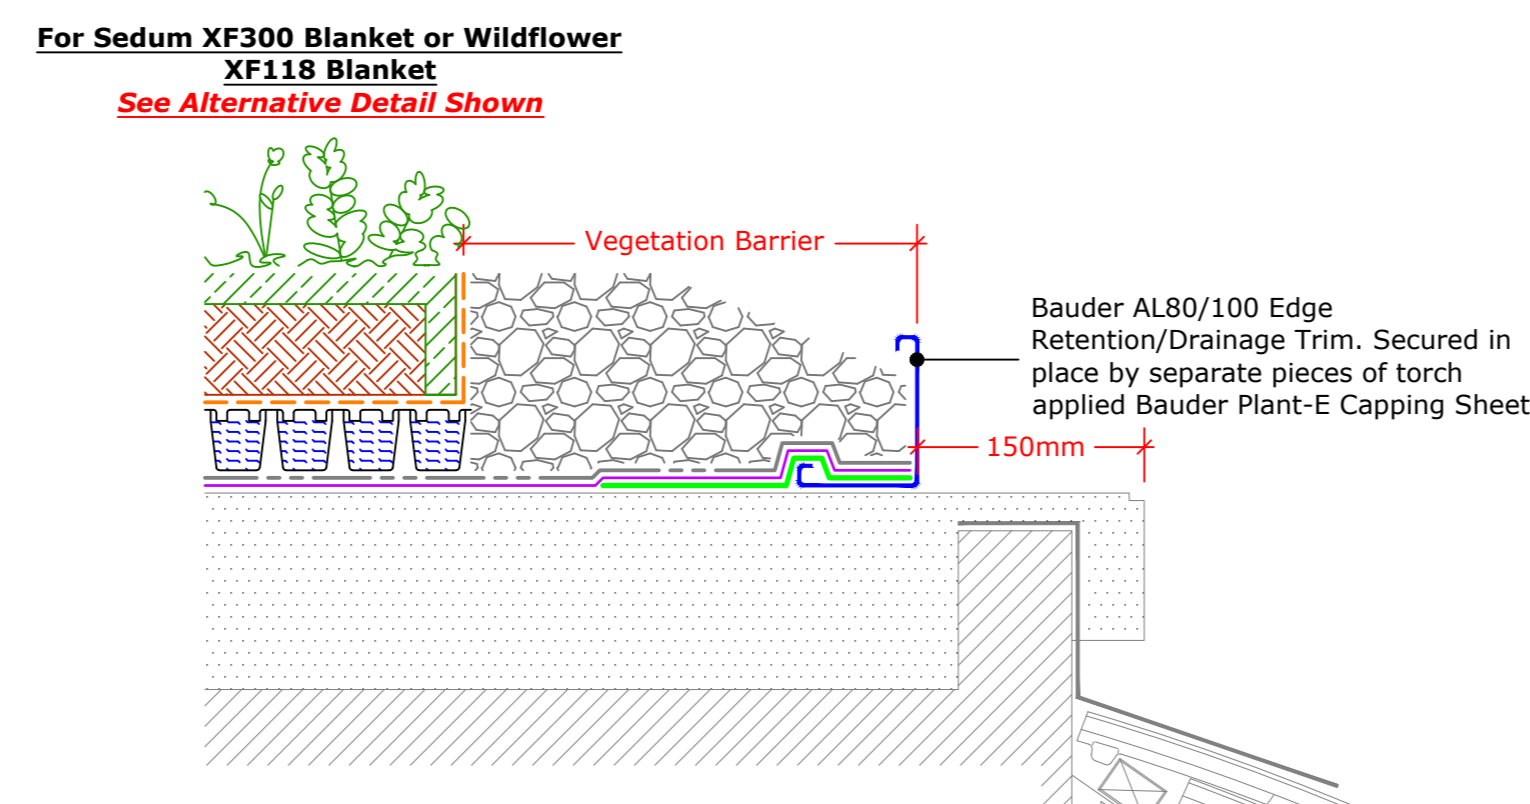 For Sedum XF300 Blanket or Wildflower
XF118 Blanket
See Alternative Detail Shown
Vegetation Barrier
Bauder AL80/100 Edge
Retention/Drainage Trim. Secured in
place by separate pieces of torch
applied Bauder Plant-E Capping Sheet
150mm